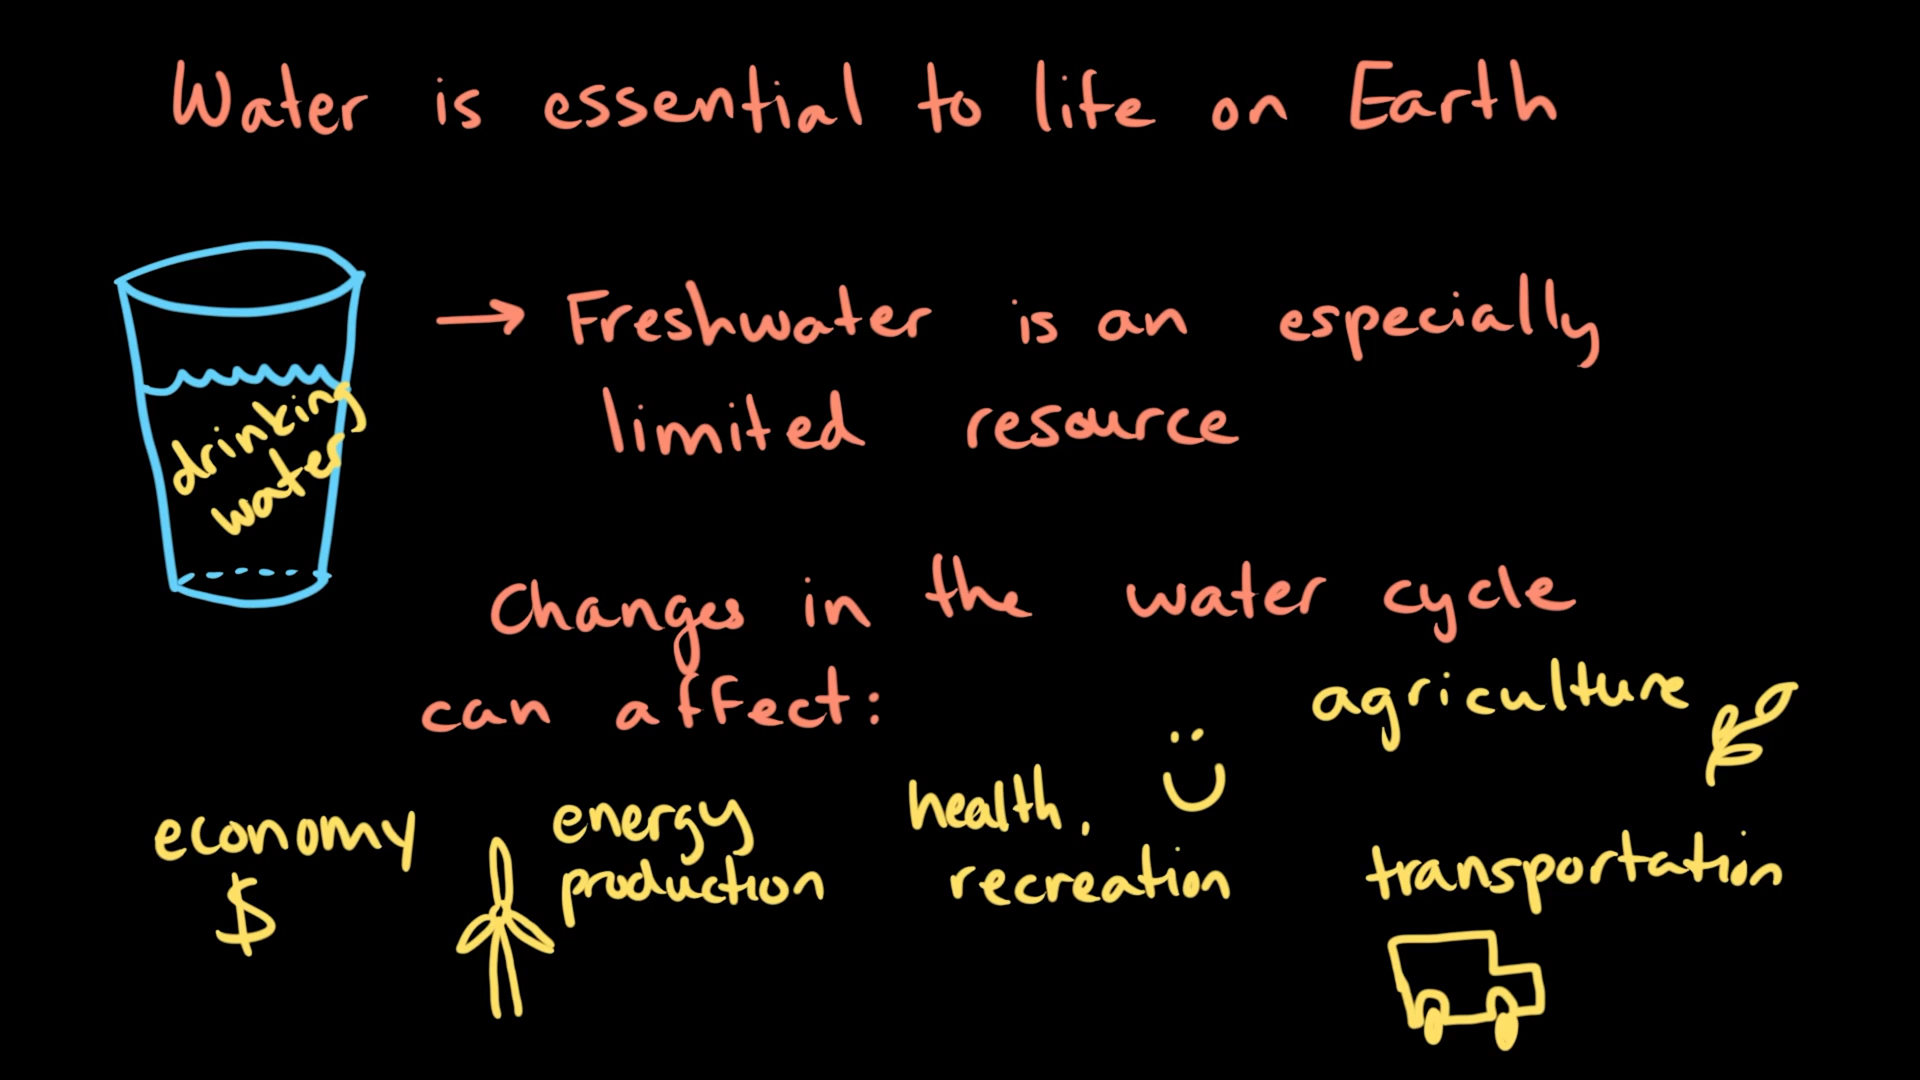 Water is essential to life on Earth
drinking
water
→ Freshwater is an especially
limited resource
Changes in the water cycle
can affect:
economy
$
energy
production
health,
recreation
agriculture
transportation